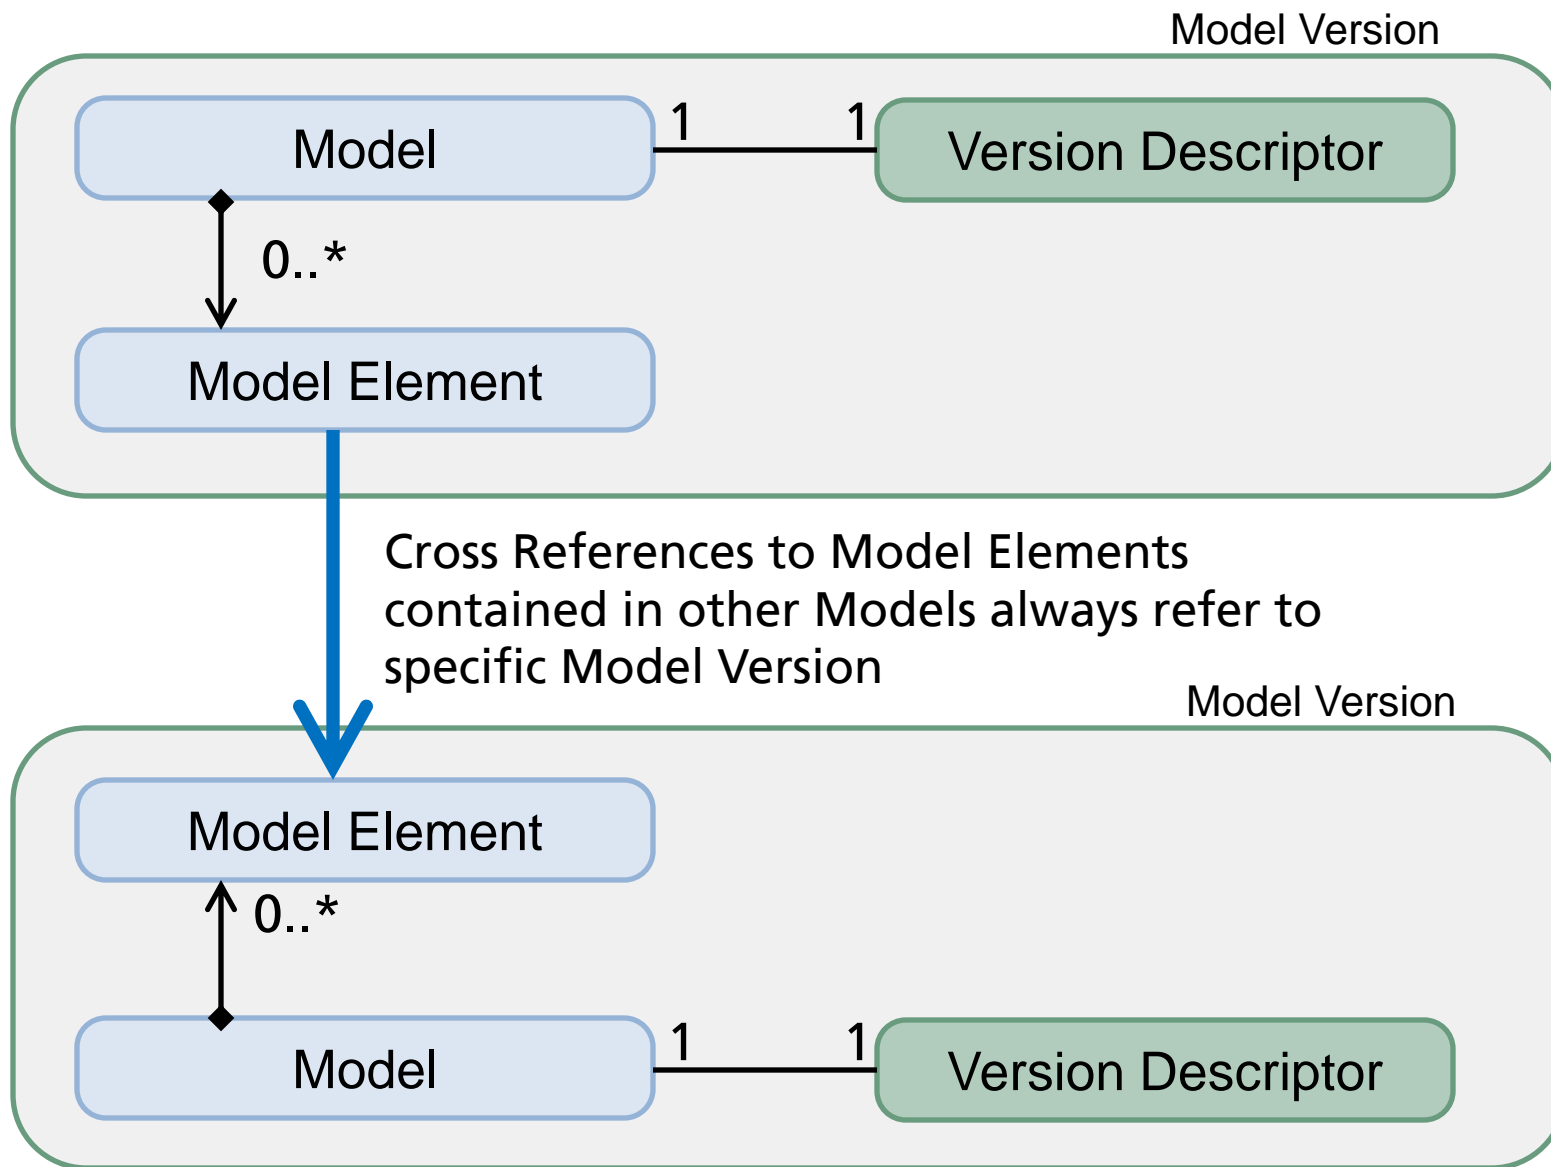 Model Version
Model
1
1
Version Descriptor
0..*
Model Element
Cross References to Model Elements
contained in other Models always refer to
specific Model Version
Model Version
Model Element
0..*
Model
1
1
Version Descriptor